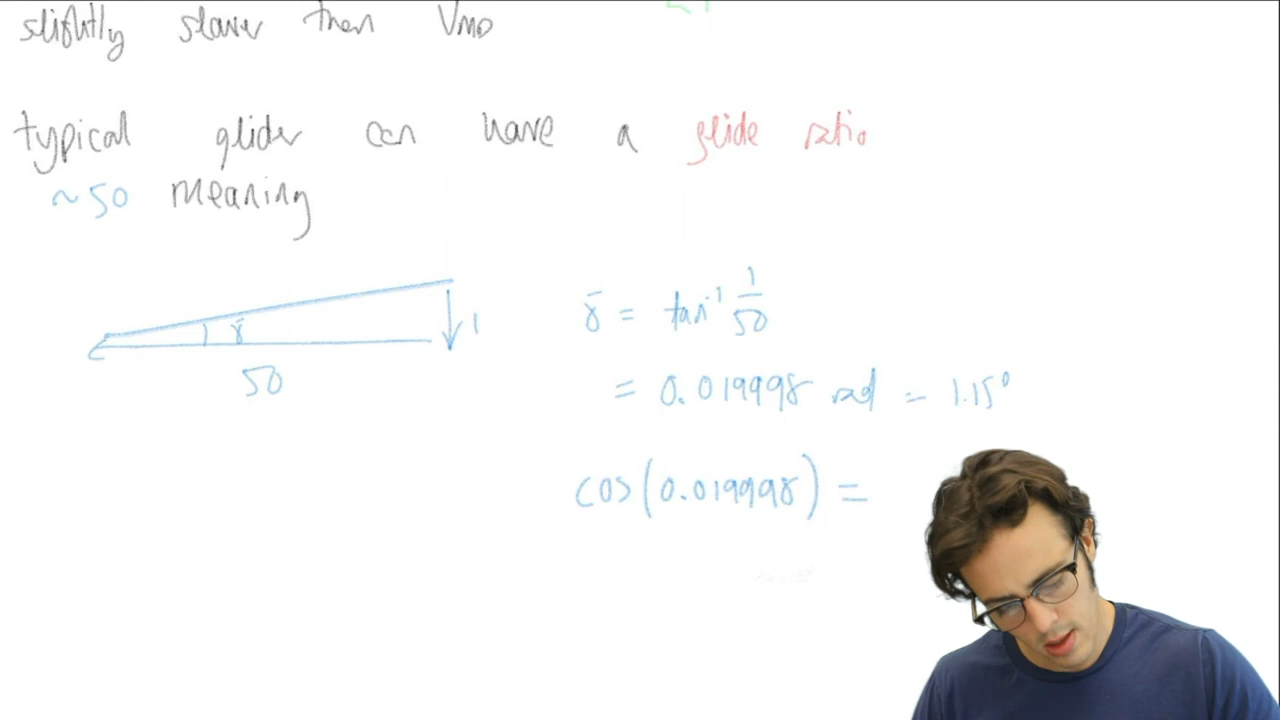 slightly slower then VMD
typical glider can have a glide ratio
~50 meaning
γ̄
1
50
γ̄ = tan⁻¹ 1/50
= 0.019998 rad = 1.15°
cos(0.019998) =